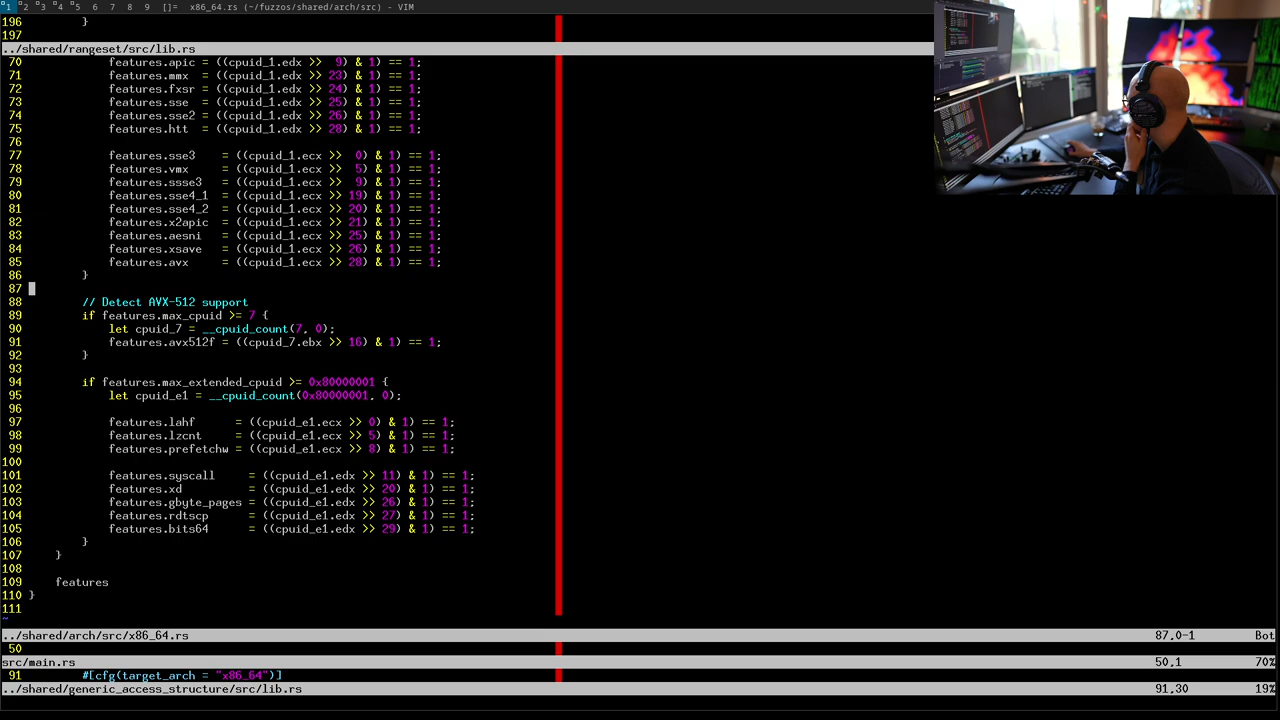 1 2 3 4 5 6 7 8 9 []= x86_64.rs (~/fuzzos/shared/arch/src) - VIM
196         }
197
../shared/rangeset/src/lib.rs
70             features.apic = ((cpuid_1.edx >>  9) & 1) == 1;
71             features.mmx  = ((cpuid_1.edx >> 23) & 1) == 1;
72             features.fxsr = ((cpuid_1.edx >> 24) & 1) == 1;
73             features.sse  = ((cpuid_1.edx >> 25) & 1) == 1;
74             features.sse2 = ((cpuid_1.edx >> 26) & 1) == 1;
75             features.htt  = ((cpuid_1.edx >> 28) & 1) == 1;
76
77             features.sse3    = ((cpuid_1.ecx >>  0) & 1) == 1;
78             features.vmx     = ((cpuid_1.ecx >>  5) & 1) == 1;
79             features.ssse3   = ((cpuid_1.ecx >>  9) & 1) == 1;
80             features.sse4_1  = ((cpuid_1.ecx >> 19) & 1) == 1;
81             features.sse4_2  = ((cpuid_1.ecx >> 20) & 1) == 1;
82             features.x2apic  = ((cpuid_1.ecx >> 21) & 1) == 1;
83             features.aesni   = ((cpuid_1.ecx >> 25) & 1) == 1;
84             features.xsave   = ((cpuid_1.ecx >> 26) & 1) == 1;
85             features.avx     = ((cpuid_1.ecx >> 28) & 1) == 1;
86         }
87
88         // Detect AVX-512 support
89         if features.max_cpuid >= 7 {
90             let cpuid_7 = __cpuid_count(7, 0);
91             features.avx512f = ((cpuid_7.ebx >> 16) & 1) == 1;
92         }
93
94         if features.max_extended_cpuid >= 0x80000001 {
95             let cpuid_e1 = __cpuid_count(0x80000001, 0);
96
97             features.lahf      = ((cpuid_e1.ecx >> 0) & 1) == 1;
98             features.lzcnt     = ((cpuid_e1.ecx >> 5) & 1) == 1;
99             features.prefetchw = ((cpuid_e1.ecx >> 8) & 1) == 1;
100
101             features.syscall     = ((cpuid_e1.edx >> 11) & 1) == 1;
102             features.xd          = ((cpuid_e1.edx >> 20) & 1) == 1;
103             features.gbyte_pages = ((cpuid_e1.edx >> 26) & 1) == 1;
104             features.rdtscp      = ((cpuid_e1.edx >> 27) & 1) == 1;
105             features.bits64      = ((cpuid_e1.edx >> 29) & 1) == 1;
106         }
107     }
108
109     features
110 }
111
~
../shared/arch/src/x86_64.rs 87,0-1 Bot
50
src/main.rs 50,1 70%
91         #[cfg(target_arch = "x86_64")]
../shared/generic_access_structure/src/lib.rs 91,30 19%